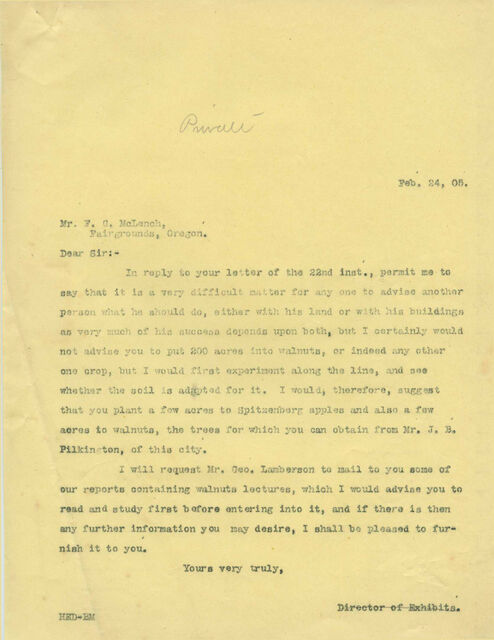 Private
Feb. 24, 05.
Mr. F. C. McLench,
Fairgrounds, Oregon.
Dear Sir:-
In reply to your letter of the 22nd inst., permit me to
say that it is a very difficult matter for any one to advise another
person what he should do, either with his land or with his buildings
as very much of his success depends upon both, but I certainly would
not advise you to put 200 acres into walnuts, or indeed any other
one crop, but I would first experiment along the line, and see
whether the soil is adapted for it. I would, therefore, suggest
that you plant a few acres to Spitzenberg apples and also a few
acres to walnuts, the trees for which you can obtain from Mr. J. B.
Pilkington, of this city.
I will request Mr. Geo. Lamberson to mail to you some of
our reports containing walnuts lectures, which I would advise you to
read and study first before entering into it, and if there is then
any further information you may desire, I shall be pleased to fur-
nish it to you.
Yours very truly,
Director of Exhibits.
HED-EM